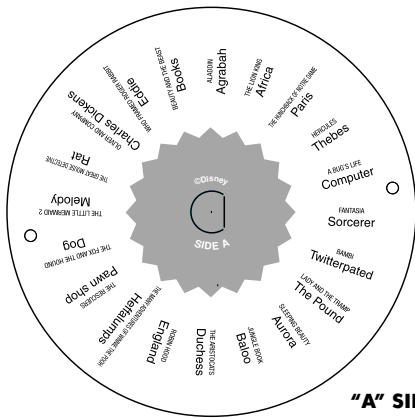 ALADDIN
Agrabah
THE LION KING
Africa
THE HUNCHBACK OF NOTRE DAME
Paris
HERCULES
Thebes
A BUG'S LIFE
Computer
FANTASIA
Sorcerer
BAMBI
Twitterpated
LADY AND THE TRAMP
The Pound
SLEEPING BEAUTY
Aurora
JUNGLE BOOK
Baloo
THE ARISTOCATS
Duchess
ROBIN HOOD
England
THE MANY ADVENTURES OF WINNIE THE POOH
Heffalumps
THE RESCUERS
Pawn shop
THE FOX AND THE HOUND
Dog
THE LITTLE MERMAID 2
Melody
THE GREAT MOUSE DETECTIVE
Rat
OLIVER AND COMPANY
Charles Dickens
WHO FRAMED ROGER RABBIT
Eddie
BEAUTY AND THE BEAST
Books
©Disney
SIDE A
"A" SI